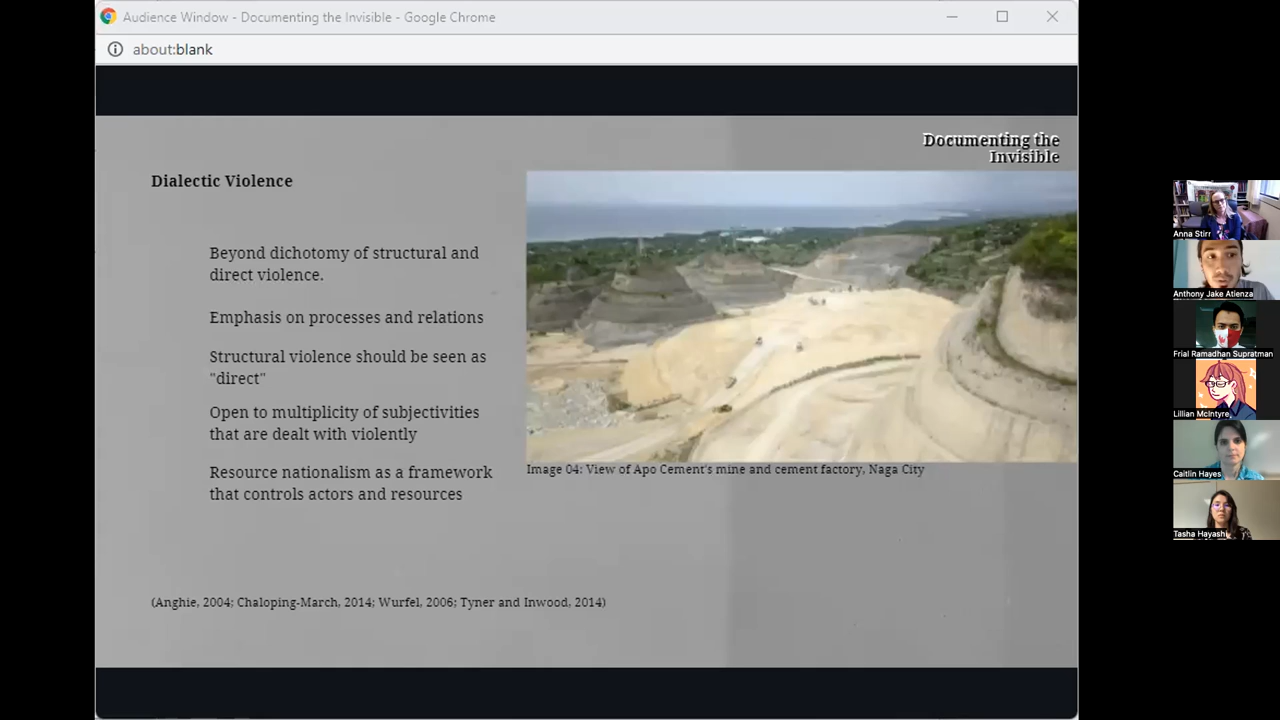 Audience Window - Documenting the Invisible - Google Chrome
about:blank
Documenting the
Invisible
Dialectic Violence
Beyond dichotomy of structural and
direct violence.
Emphasis on processes and relations
Structural violence should be seen as
"direct"
Open to multiplicity of subjectivities
that are dealt with violently
Resource nationalism as a framework
that controls actors and resources
Image 04: View of Apo Cement's mine and cement factory, Naga City
(Anghie, 2004; Chaloping-March, 2014; Wurfel, 2006; Tyner and Inwood, 2014)
Anna Stirr
Anthony Jake Atienza
Frial Ramadhan Supratman
Lillian McIntyre
Caitlin Hayes
Tasha Hayashi